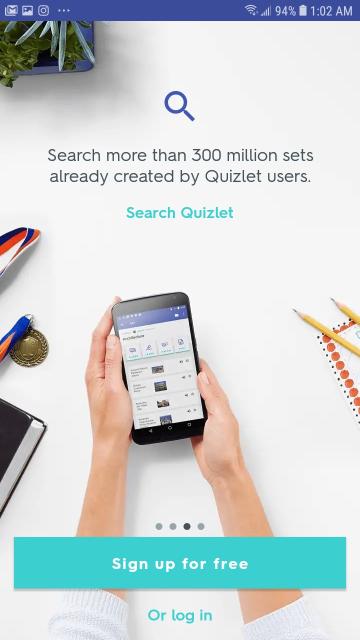 94% 1:02 AM
Search more than 300 million sets
already created by Quizlet users.
Search Quizlet
Sign up for free
Or log in